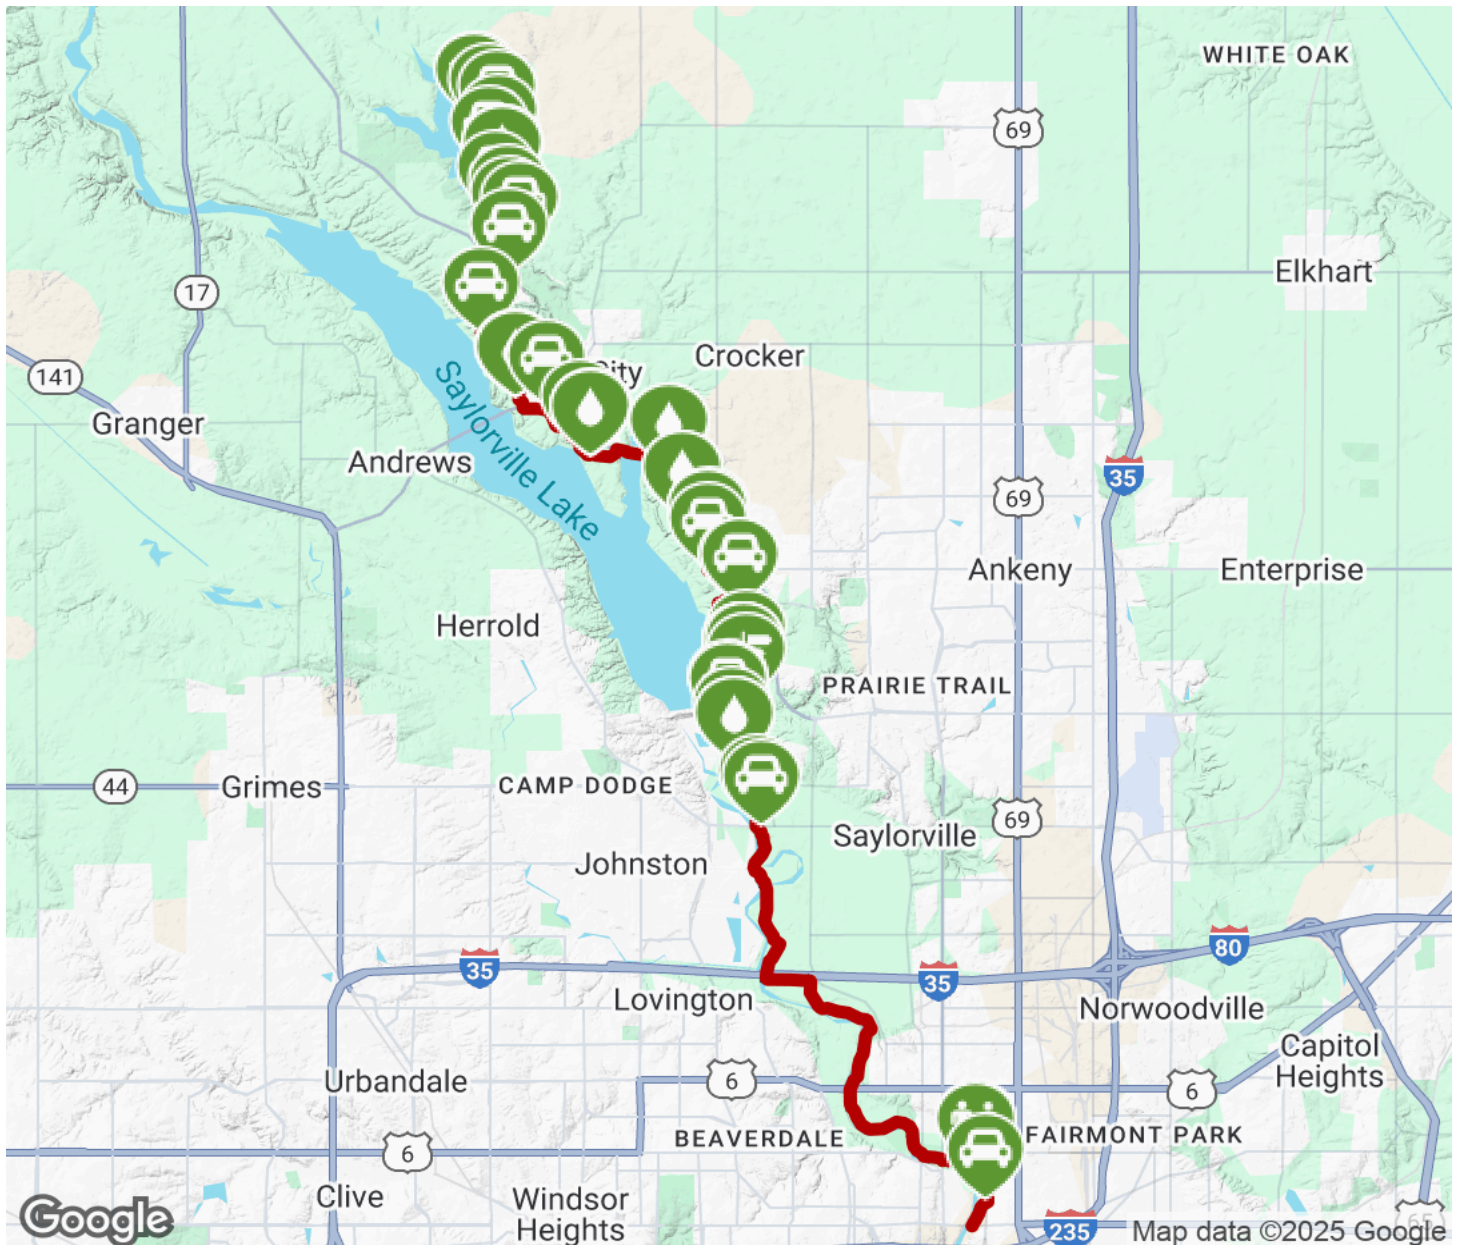 WHITE OAK
69
Elkhart
17
141
Crocker
City
Granger
Andrews
Saylorville Lake
35
69
Ankeny
Enterprise
Herrold
PRAIRIE TRAIL
44
Grimes
CAMP DODGE
69
Saylorville
Johnston
80
35
35
Lovington
Norwoodville
Capitol
Heights
Urbandale
6
6
BEAVERDALE
FAIRMONT PARK
6
Clive
Windsor
Heights
65
Google
235
Map data ©2025 Google